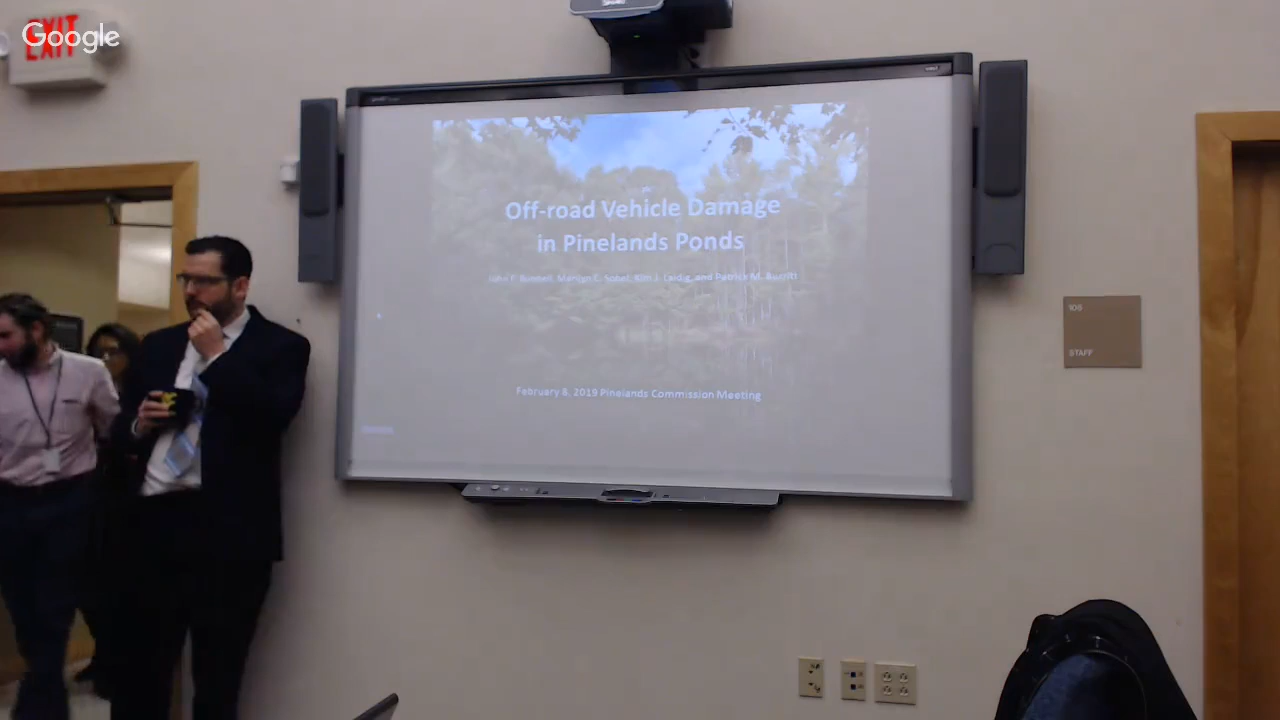 Google
EXIT
Off-road Vehicle Damage
in Pinelands Ponds
John F. Bunnell, Marilyn C. Sobel, Kim J. Laidig, and Patrick M. Burritt
February 8, 2019 Pinelands Commission Meeting
109
STAFF